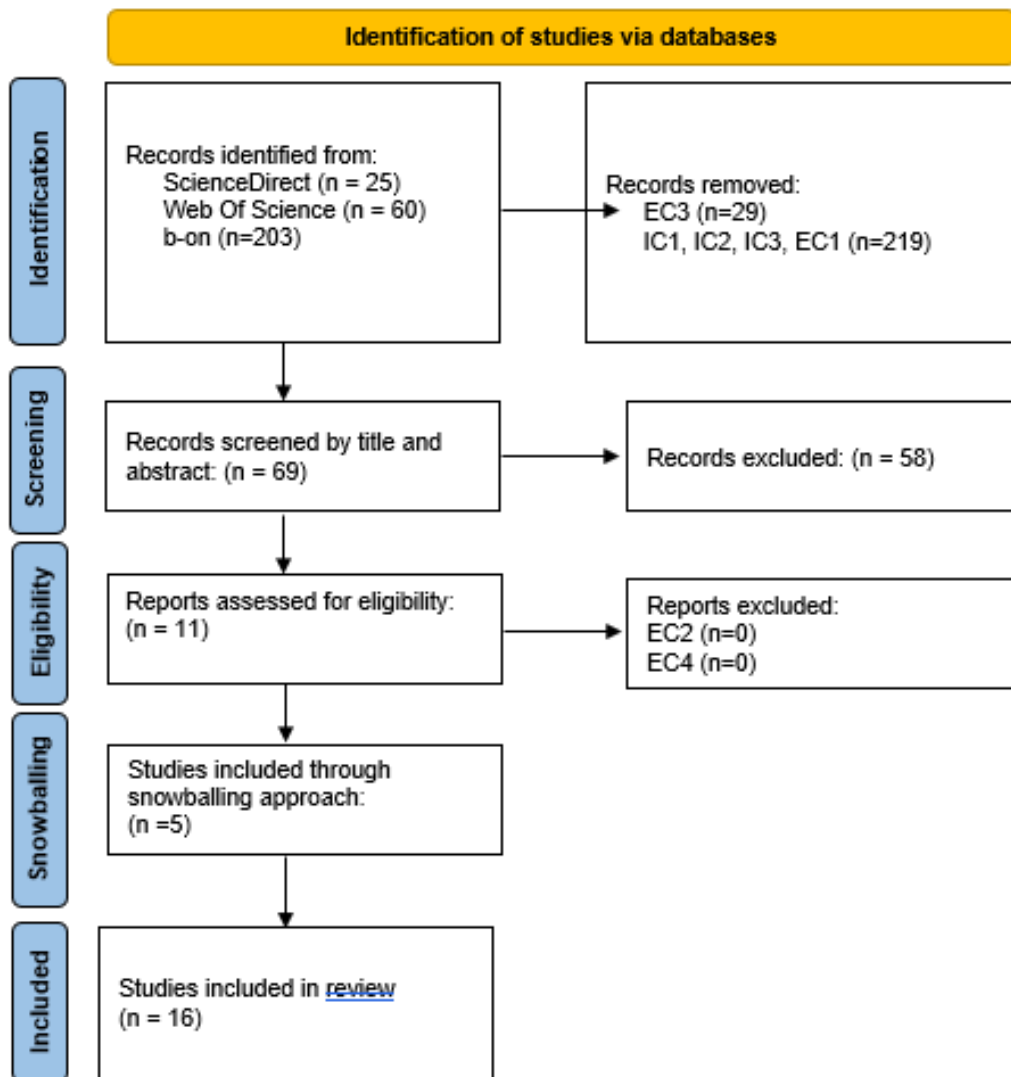 Identification of studies via databases
Identification
Records identified from:
ScienceDirect (n = 25)
Web Of Science (n = 60)
b-on (n=203)
Records removed:
EC3 (n=29)
IC1, IC2, IC3, EC1 (n=219)
Screening
Records screened by title and
abstract: (n = 69)
Records excluded: (n = 58)
Eligibility
Reports assessed for eligibility:
(n = 11)
Reports excluded:
EC2 (n=0)
EC4 (n=0)
Snowballing
Studies included through
snowballing approach:
(n =5)
Included
Studies included in review
(n = 16)